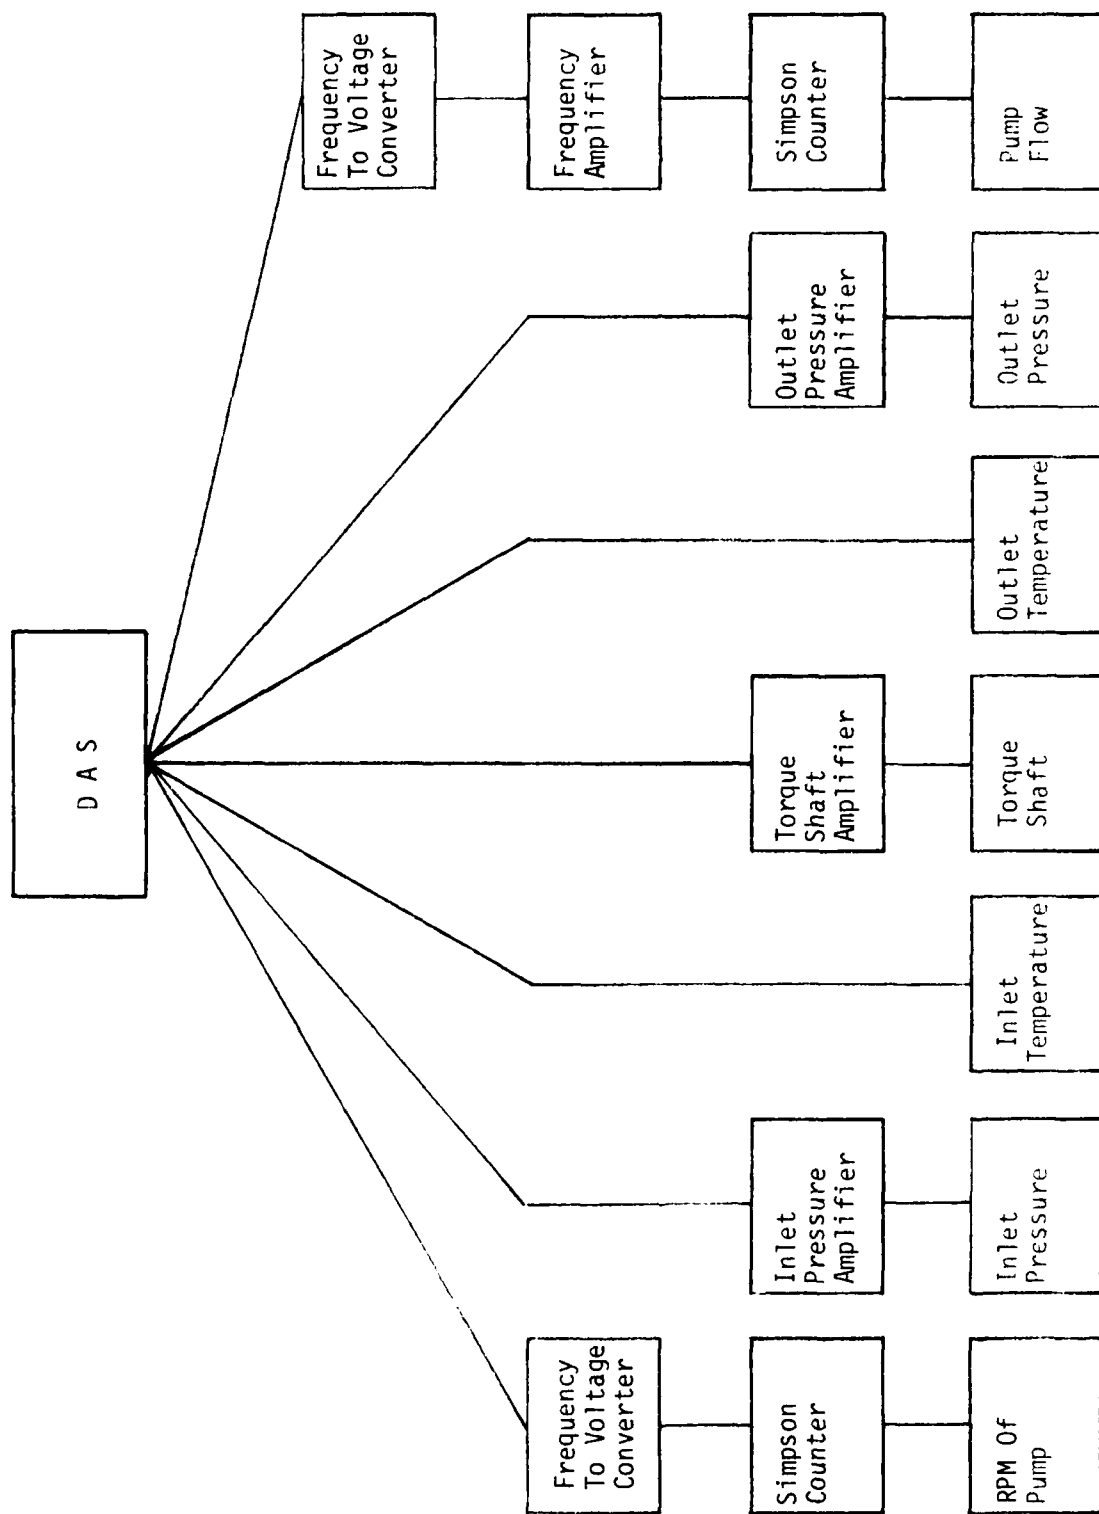 D A S
Frequency
To Voltage
Converter
Frequency
To Voltage
Converter
Frequency
Amplifier
Simpson
Counter
Inlet
Pressure
Amplifier
Torque
Shaft
Amplifier
Outlet
Pressure
Amplifier
Simpson
Counter
RPM Of
Pump
Inlet
Pressure
Inlet
Temperature
Torque
Shaft
Outlet
Temperature
Outlet
Pressure
Pump
Flow